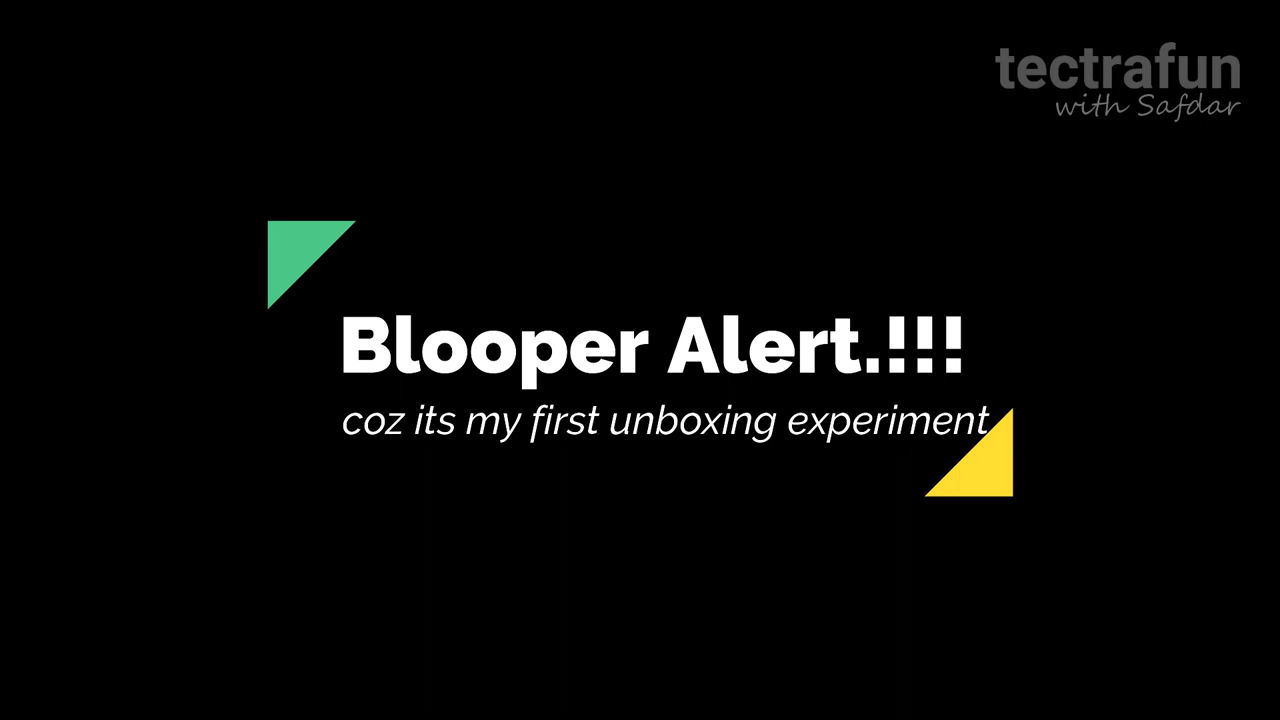 tectrafun
with Safdar
Blooper Alert.!!!
coz its my first unboxing experiment